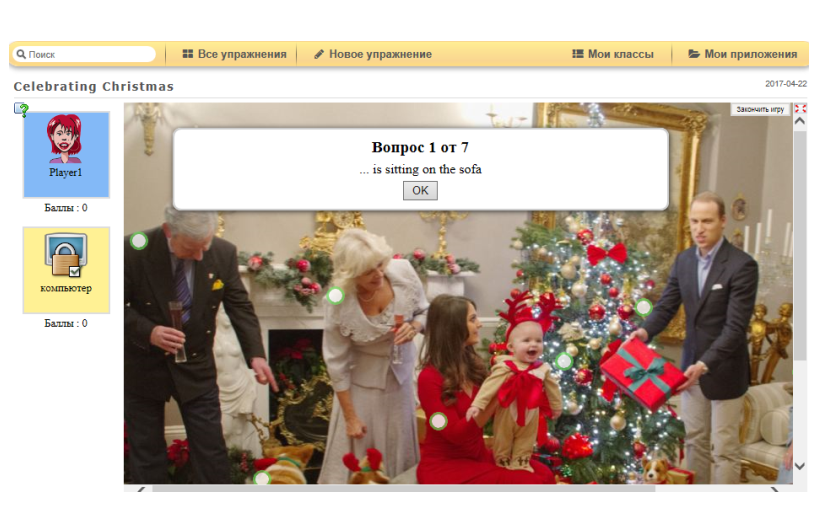 Поиск
Все упражнения
Новое упражнение
Мои классы
Мои приложения
Celebrating Christmas
2017-04-22
Закончить игру
Вопрос 1 от 7
... is sitting on the sofa
OK
Player1
Баллы : 0
компьютер
Баллы : 0